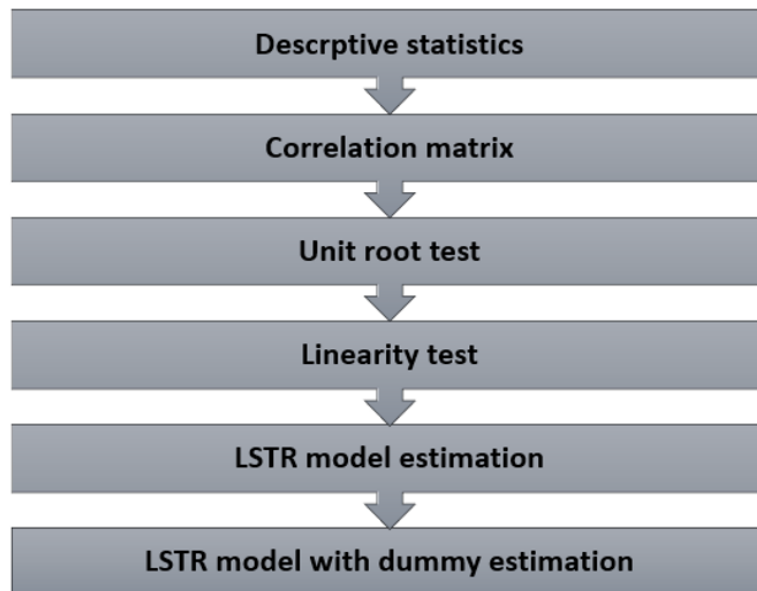 Descrptive statistics
Correlation matrix
Unit root test
Linearity test
LSTR model estimation
LSTR model with dummy estimation